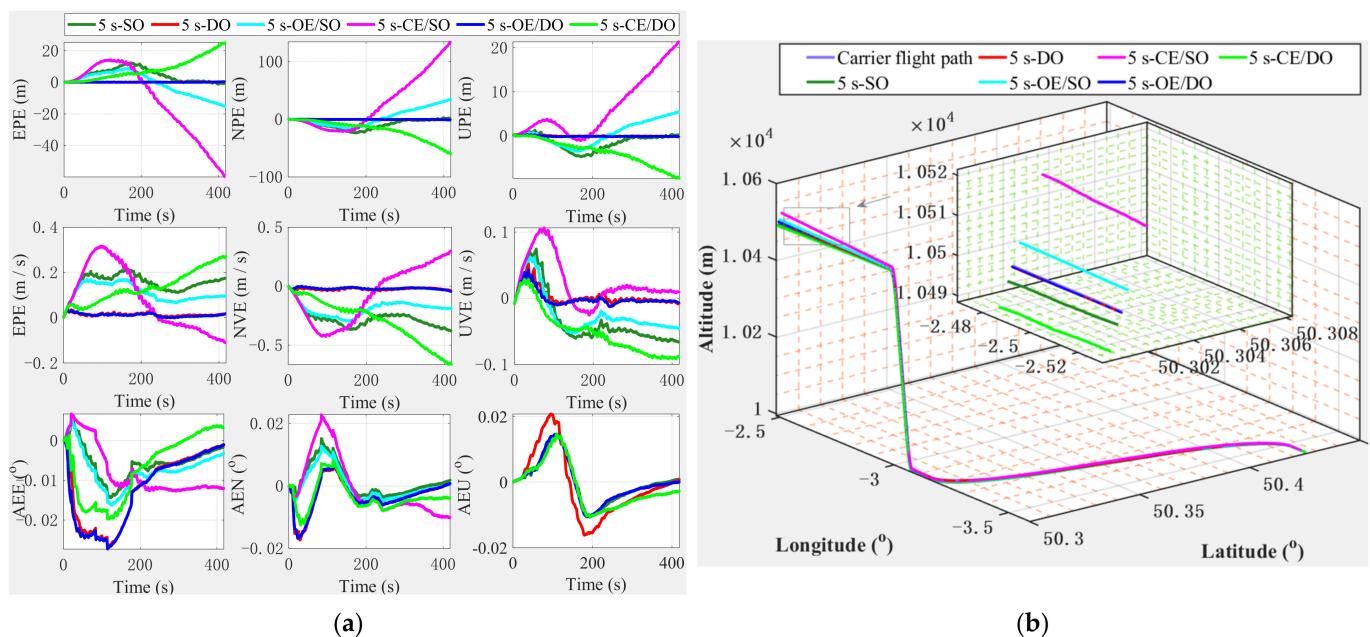 5 s-SO 5 s-DO 5 s-OE/SO 5 s-CE/SO 5 s-OE/DO 5 s-CE/DO
EPE (m)
20
0
−20
−40
0 200 400
Time (s)
NPE (m)
100
0
−100
0 200 400
Time (s)
UPE (m)
20
10
0
0 200 400
Time (s)
EPE (m / s)
0.4
0.2
0
−0.2
0 200 400
Time (s)
NVE (m / s)
0.5
0
−0.5
0 200 400
Time (s)
UVE (m / s)
0.1
0
−0.1
0 200 400
Time (s)
AEE (o)
0
−0.01
−0.02
0 200 400
Time (s)
AEN (o)
0.02
0
−0.02
0 200 400
Time (s)
AEU (o)
0.02
0
-0.02
0 200 400
Time (s)
(a)
Carrier flight path 5 s-DO 5 s-CE/SO 5 s-CE/DO
5 s-SO 5 s-OE/SO 5 s-OE/DO
×10⁴
1.06
1.04
1.02
1
Altitude (m)
×10⁴
1.052
1.051
1.05
1.049
−2.48
−2.5
−2.52
50.302
50.304
50.306
50.308
−2.5
−3
−3.5
Longitude (o)
50.3
50.35
50.4
Latitude (o)
(b)